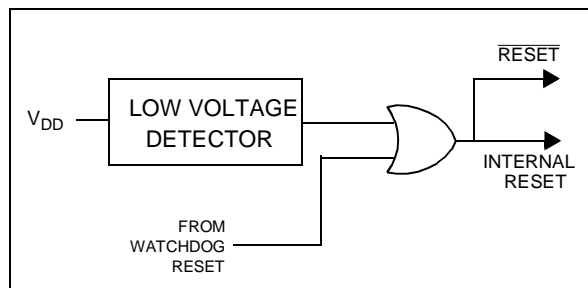 RESET
V_DD
LOW VOLTAGE
DETECTOR
INTERNAL
RESET
FROM
WATCHDOG
RESET